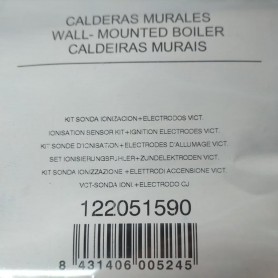 CALDERAS MURALES
WALL- MOUNTED BOILER
CALDEIRAS MURAIS
KIT SONDA IONIZACION+ELECTRODOS VICT.
IONISATION SENSOR KIT+IGNITION ELECTRODES VICT.
KIT SONDE D'IONISATION+ELECTRODES D'ALLUMAGE VICT.
SET IONISIERLINGSFUHLER+ZUNDELEKTRODEN VICT.
KIT SONDA IONIZZAZIONE+ELETTRODI ACCENSIONE VICT.
VCT-SONDA IONI.+ELECTRODO CJ
122051590
8 431406 005245